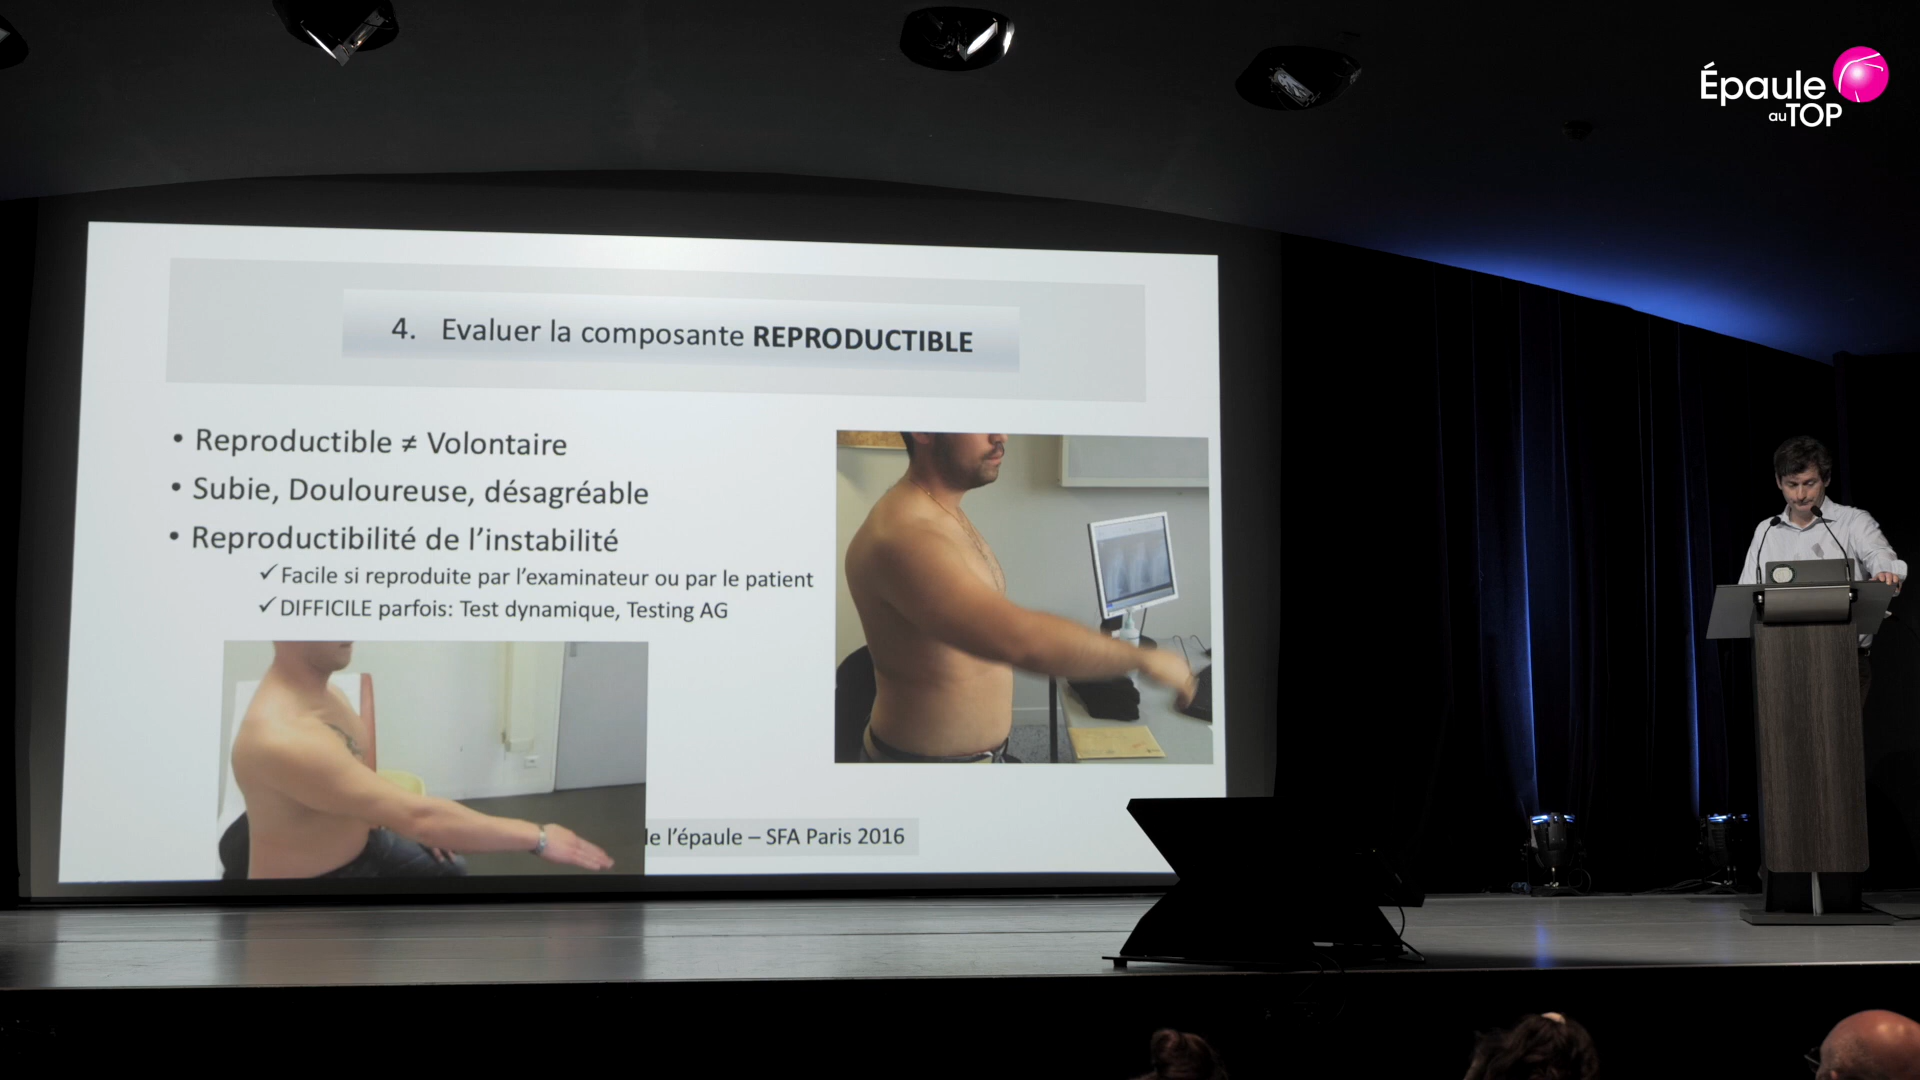 Épaule
au TOP
4. Evaluer la composante REPRODUCTIBLE
• Reproductible ≠ Volontaire
• Subie, Douloureuse, désagréable
• Reproductibilité de l'instabilité
✓Facile si reproduite par l'examinateur ou par le patient
✓DIFFICILE parfois: Test dynamique, Testing AG
l'épaule – SFA Paris 2016